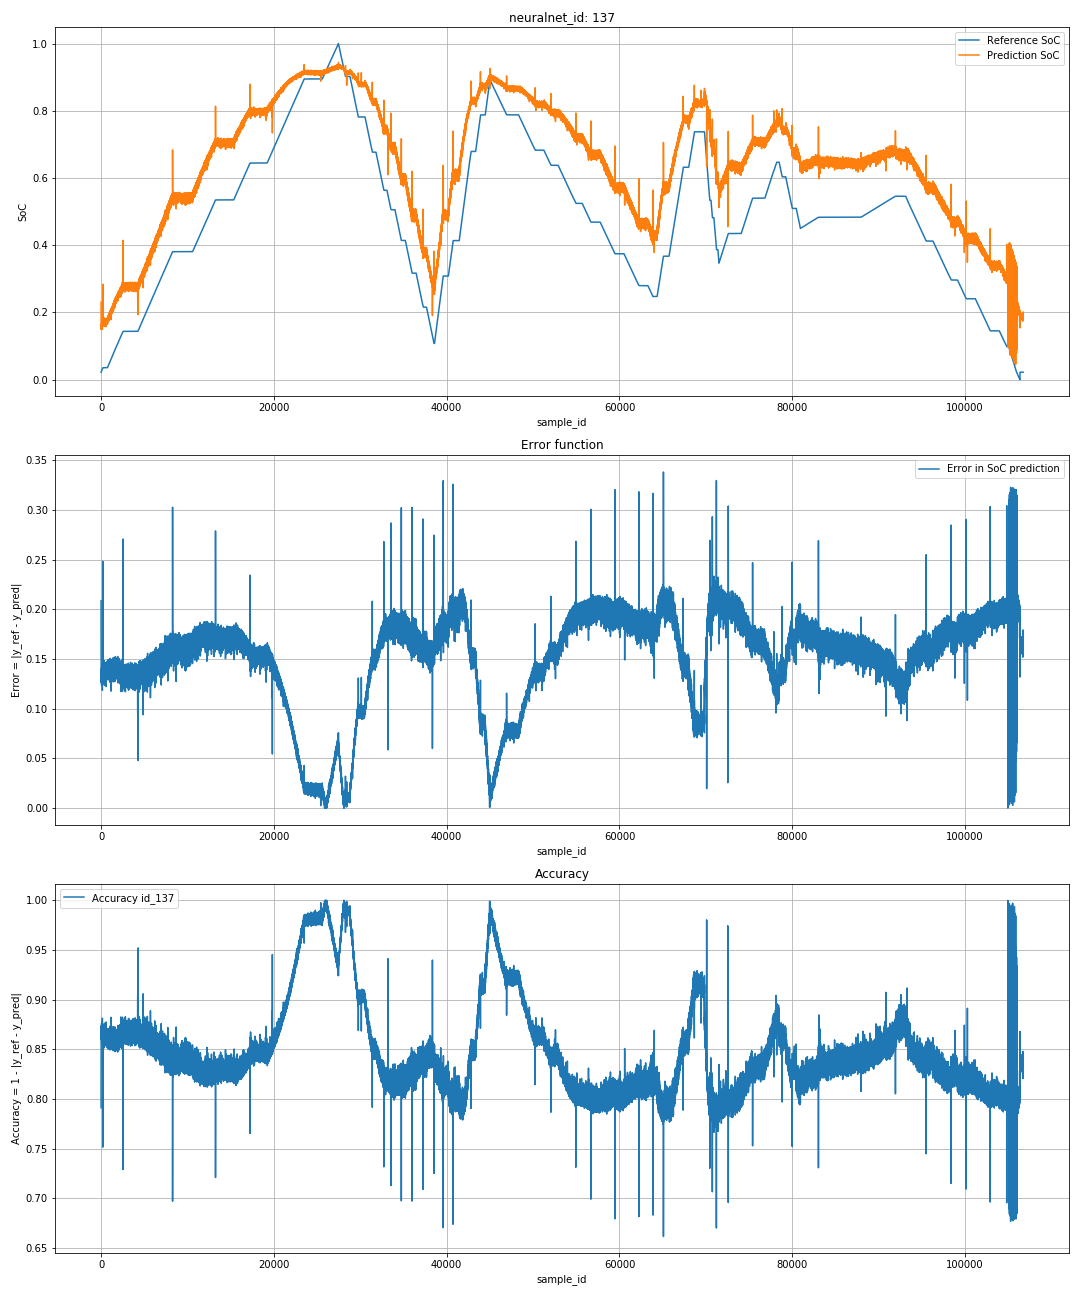 neuralnet_id: 137
Reference SoC
Prediction SoC
SoC
1.0
0.8
0.6
0.4
0.2
0.0
0 20000 40000 60000 80000 100000
sample_id
Error function
Error in SoC prediction
Error = |y_ref - y_pred|
0.35
0.30
0.25
0.20
0.15
0.10
0.05
0.00
0 20000 40000 60000 80000 100000
sample_id
Accuracy
Accuracy id_137
Accuracy = 1 - |y_ref - y_pred|
1.00
0.95
0.90
0.85
0.80
0.75
0.70
0.65
0 20000 40000 60000 80000 100000
sample_id